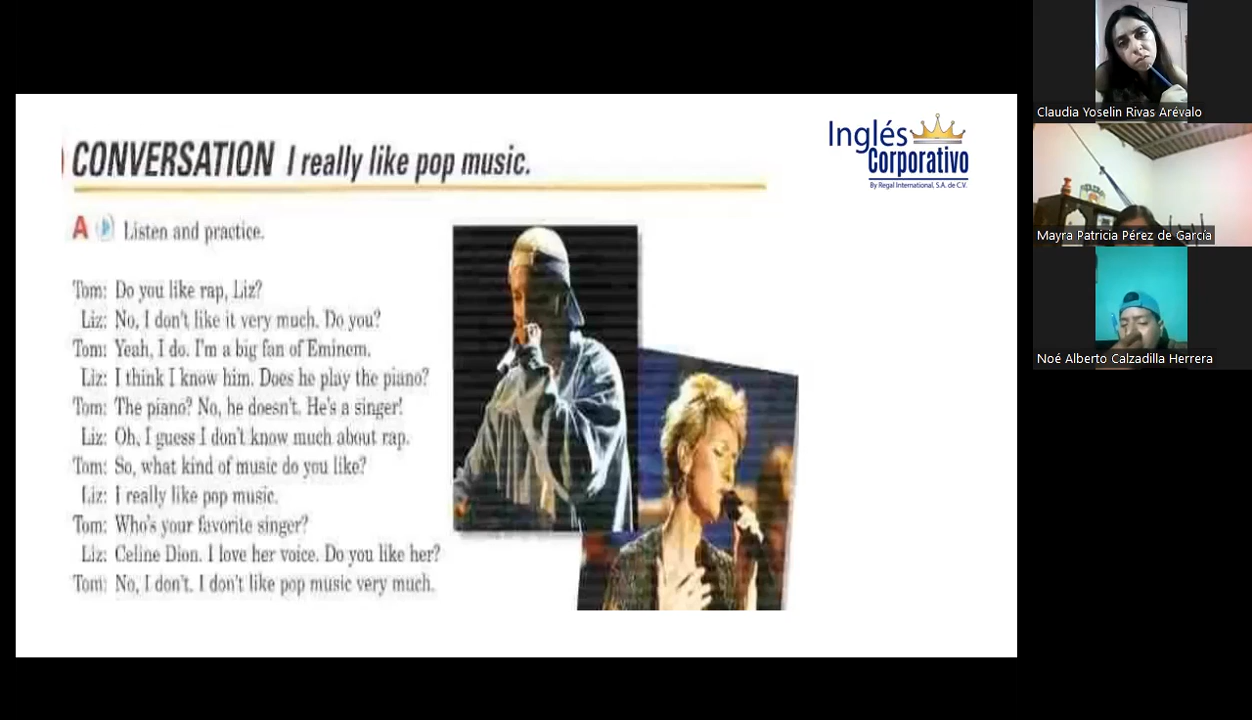 CONVERSATION I really like pop music.
Inglés
Corporativo
By Regal International, S.A. de C.V.
A Listen and practice.
Tom: Do you like rap, Liz?
Liz: No, I don't like it very much. Do you?
Tom: Yeah, I do. I'm a big fan of Eminem.
Liz: I think I know him. Does he play the piano?
Tom: The piano? No, he doesn't. He's a singer!
Liz: Oh, I guess I don't know much about rap.
Tom: So, what kind of music do you like?
Liz: I really like pop music.
Tom: Who's your favorite singer?
Liz: Celine Dion. I love her voice. Do you like her?
Tom: No, I don't. I don't like pop music very much.
Claudia Yoselin Rivas Arévalo
Mayra Patricia Pérez de García
Noé Alberto Calzadilla Herrera